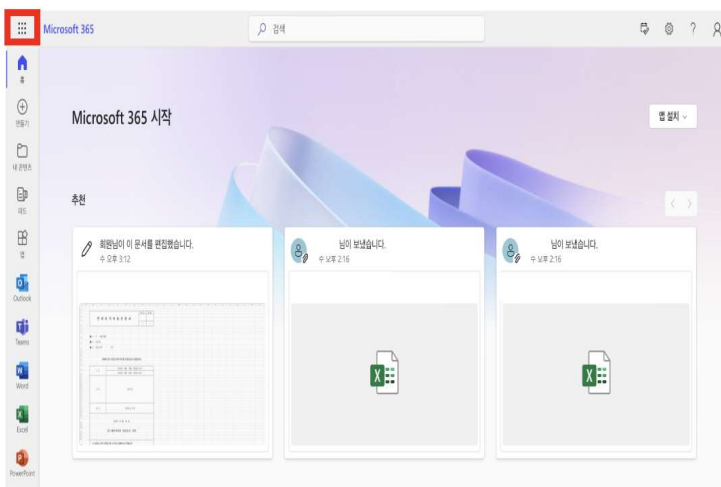 Microsoft 365
검색
홈
만들기
내 콘텐츠
피드
앱
Outlook
Teams
Word
Excel
PowerPoint
Microsoft 365 시작
앱 설치
추천
회원님이 이 문서를 편집했습니다.
수 오후 3:12
님이 보냈습니다.
수 오후 2:16
님이 보냈습니다.
수 오후 2:16